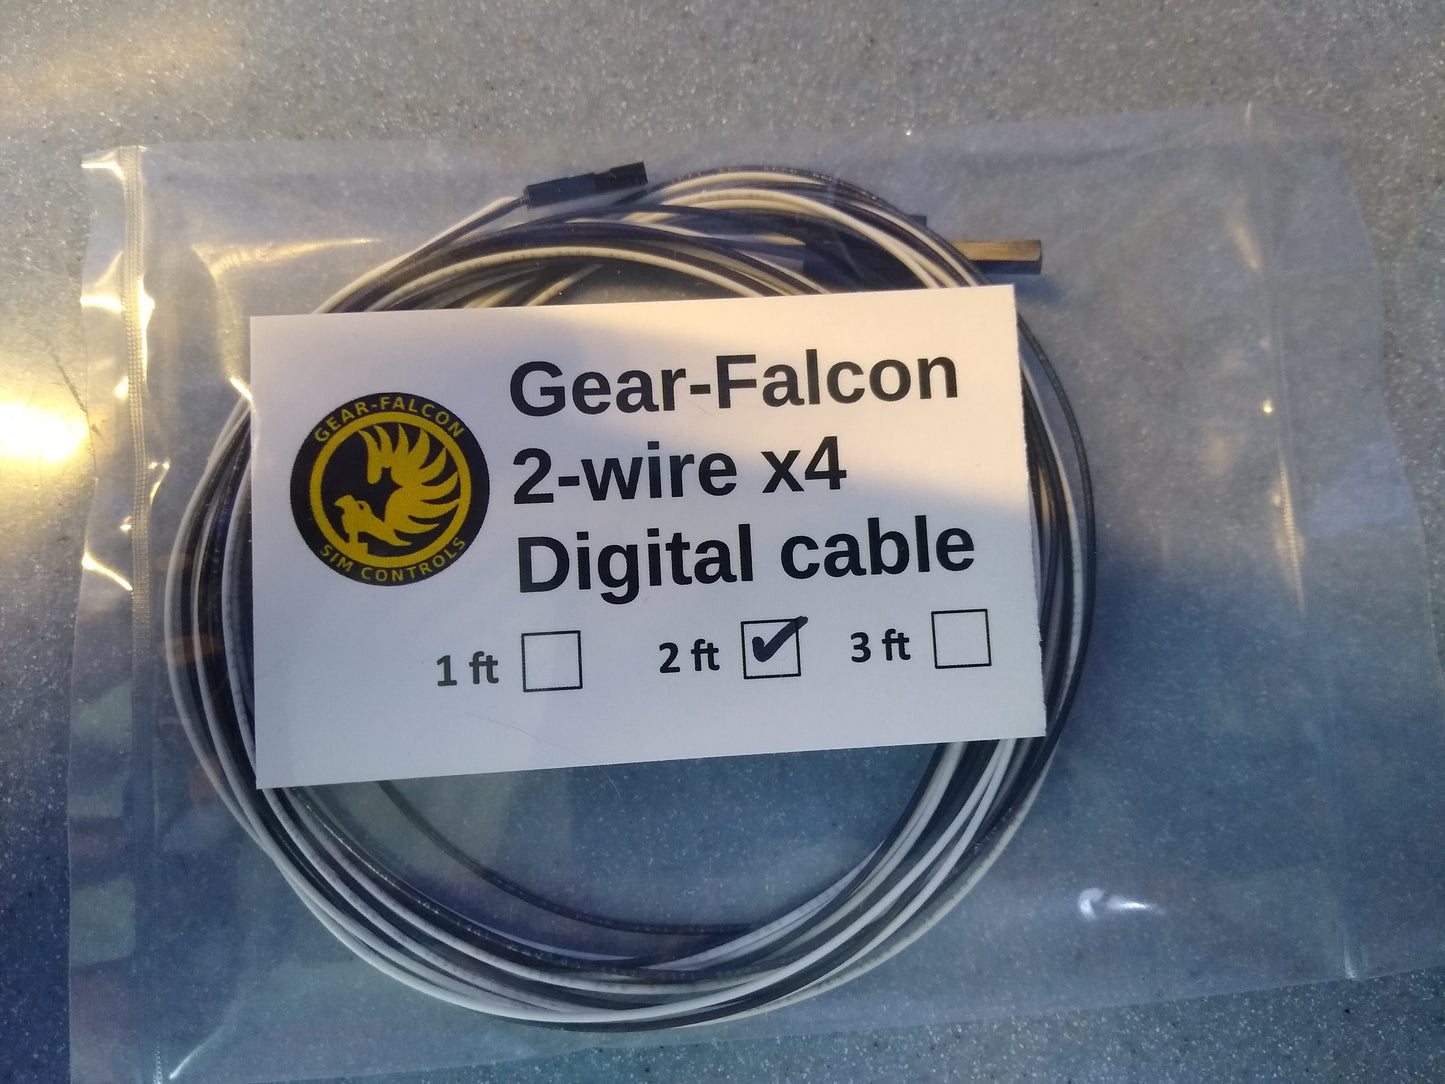 GEAR-FALCON
SIM CONTROLS
Gear-Falcon
2-wire x4
Digital cable
1 ft 2 ft ✔ 3 ft